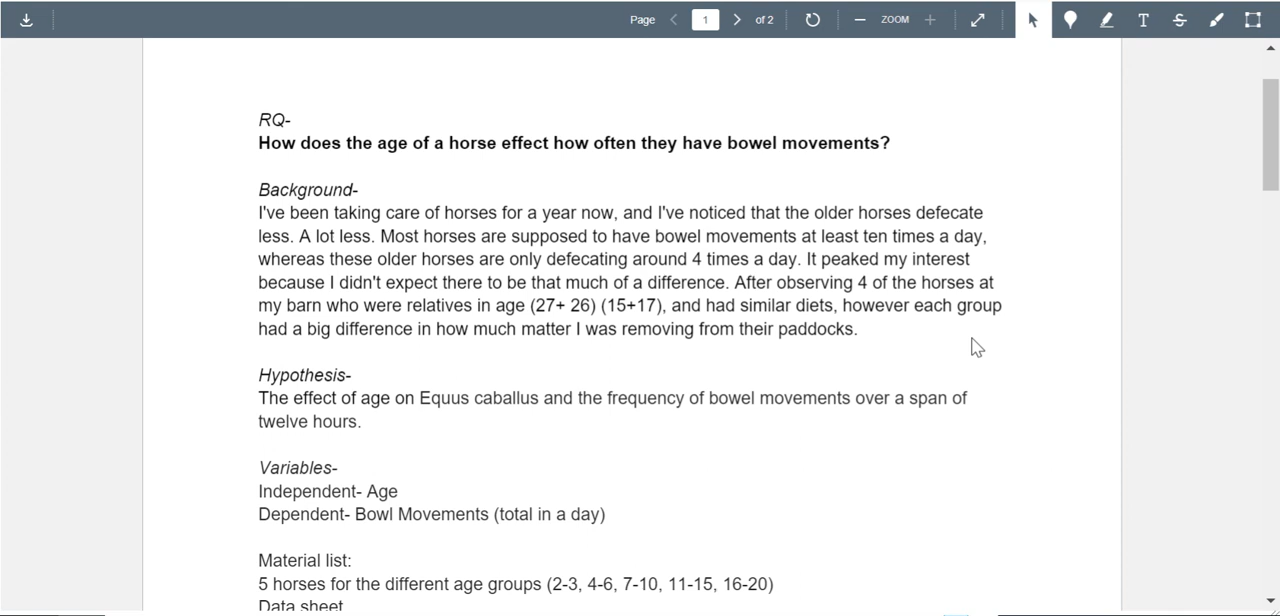 Page 1 of 2 ZOOM T S
RQ-
How does the age of a horse effect how often they have bowel movements?
Background-
I've been taking care of horses for a year now, and I've noticed that the older horses defecate
less. A lot less. Most horses are supposed to have bowel movements at least ten times a day,
whereas these older horses are only defecating around 4 times a day. It peaked my interest
because I didn't expect there to be that much of a difference. After observing 4 of the horses at
my barn who were relatives in age (27+ 26) (15+17), and had similar diets, however each group
had a big difference in how much matter I was removing from their paddocks.
Hypothesis-
The effect of age on Equus caballus and the frequency of bowel movements over a span of
twelve hours.
Variables-
Independent- Age
Dependent- Bowl Movements (total in a day)
Material list:
5 horses for the different age groups (2-3, 4-6, 7-10, 11-15, 16-20)
Data sheet